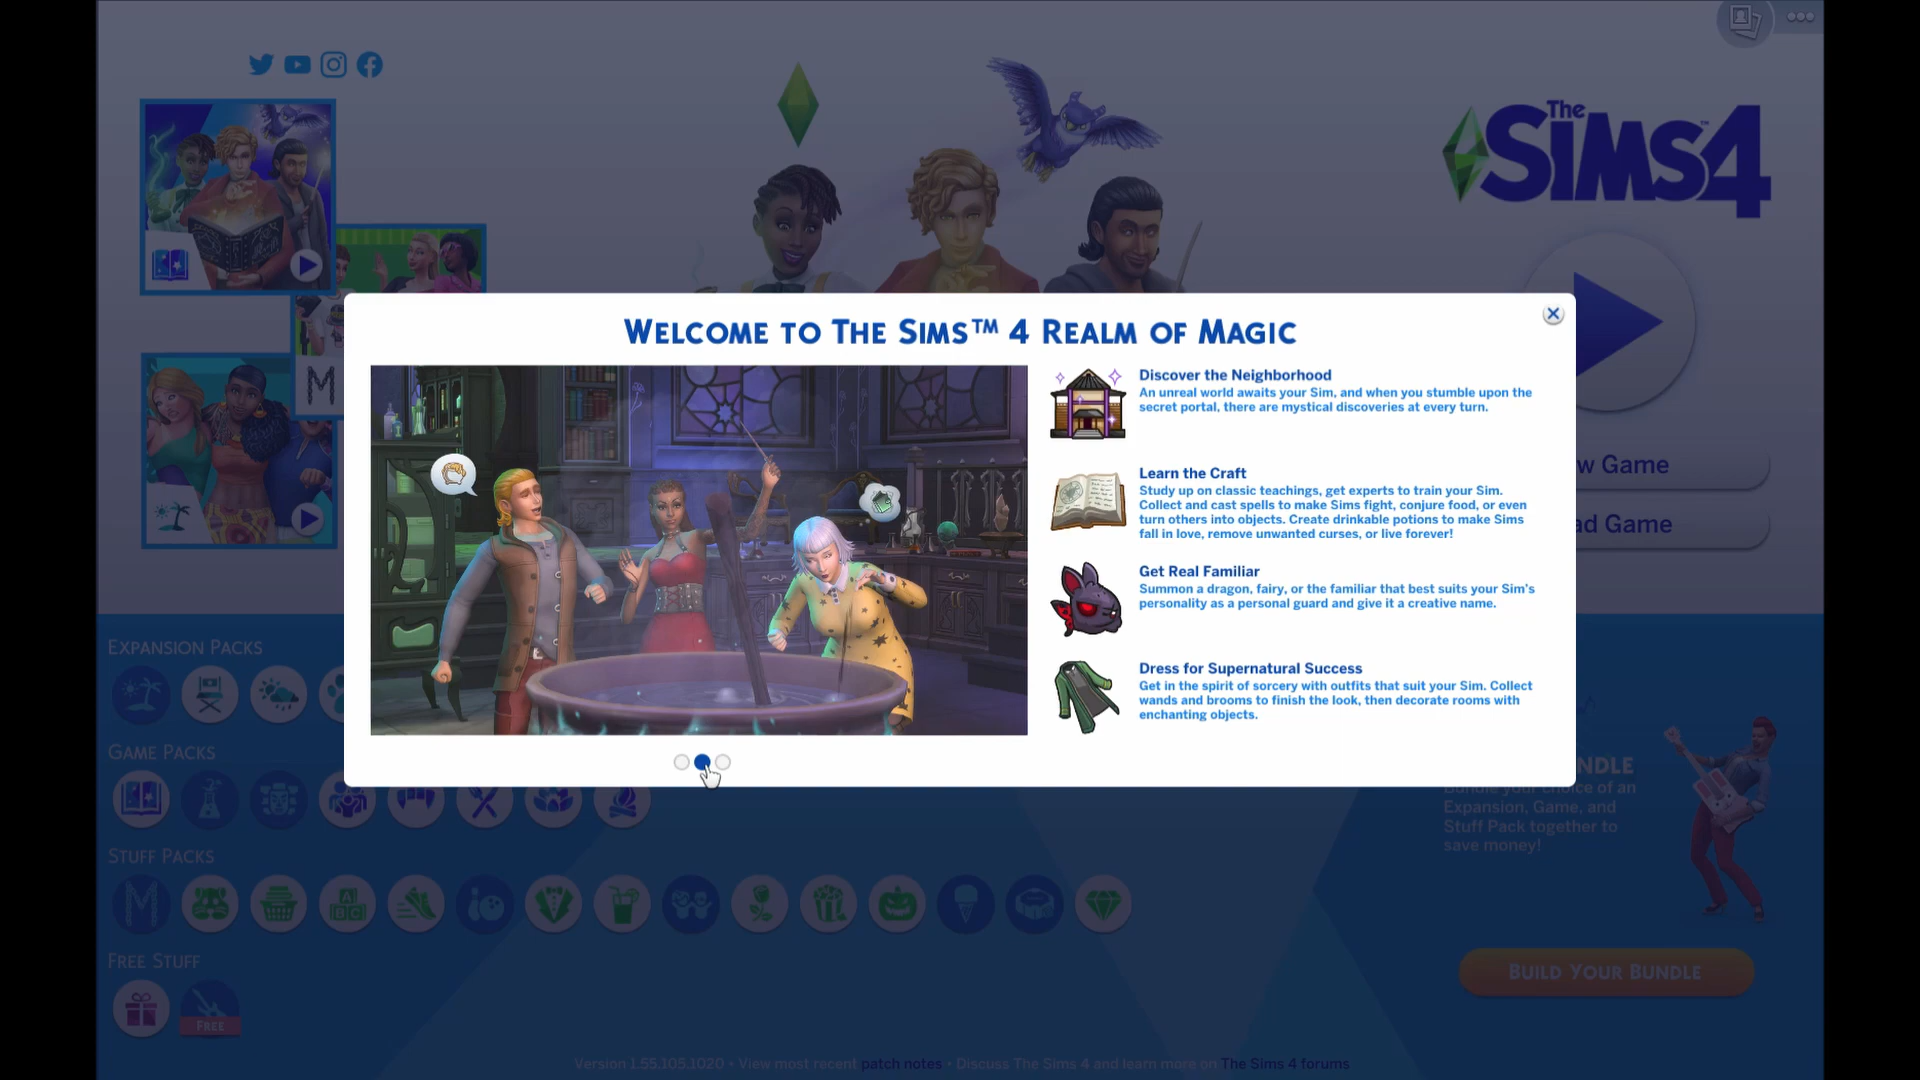 The
SiMS4
WELCOME TO THE SIMS™ 4 REALM OF MAGIC
Discover the Neighborhood
An unreal world awaits your Sim, and when you stumble upon the
secret portal, there are mystical discoveries at every turn.
Learn the Craft
Study up on classic teachings, get experts to train your Sim.
Collect and cast spells to make Sims fight, conjure food, or even
turn others into objects. Create drinkable potions to make Sims
fall in love, remove unwanted curses, or live forever!
Get Real Familiar
Summon a dragon, fairy, or the familiar that best suits your Sim's
personality as a personal guard and give it a creative name.
Dress for Supernatural Success
Get in the spirit of sorcery with outfits that suit your Sim. Collect
wands and brooms to finish the look, then decorate rooms with
enchanting objects.
w Game
ad Game
EXPANSION PACKS
GAME PACKS
STUFF PACKS
FREE STUFF
FREE
NDLE
Bundle your choice of an
Expansion, Game, and
Stuff Pack together to
save money!
BUILD YOUR BUNDLE
Version 1.55.105.1020 • View most recent patch notes • Discuss The Sims 4 and learn more on The Sims 4 forums